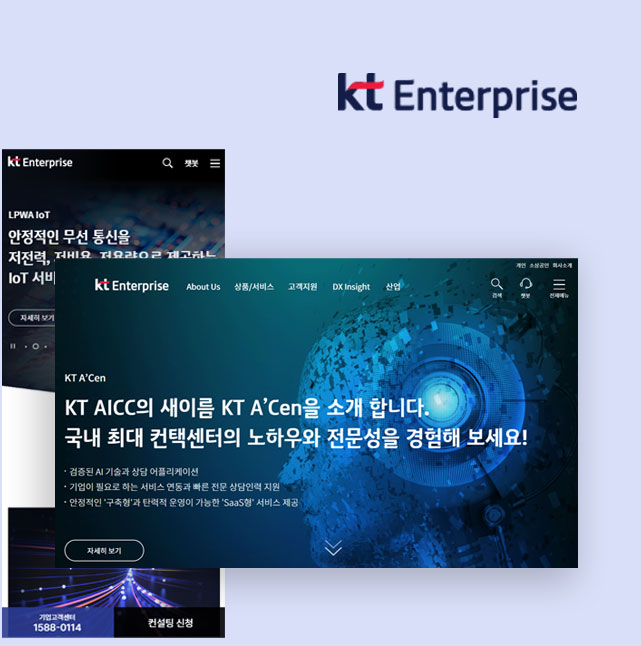 kt Enterprise
kt Enterprise
챗봇
LPWA IoT
안정적인 무선 통신을
저전력, 저비용, 저용량으로 제공하는
IoT 서비
자세히 보기
개인 소상공인 회사소개
kt Enterprise
About Us 상품/서비스 고객지원 DX Insight 산업
검색 챗봇 전체메뉴
KT A'Cen
KT AICC의 새이름 KT A'Cen을 소개 합니다.
국내 최대 컨택센터의 노하우와 전문성을 경험해 보세요!
· 검증된 AI 기술과 상담 어플리케이션
· 기업이 필요로 하는 서비스 연동과 빠른 전문 상담인력 지원
· 안정적인 '구축형'과 탄력적 운영이 가능한 'SaaS형' 서비스 제공
자세히 보기
기업고객센터
1588-0114
컨설팅 신청